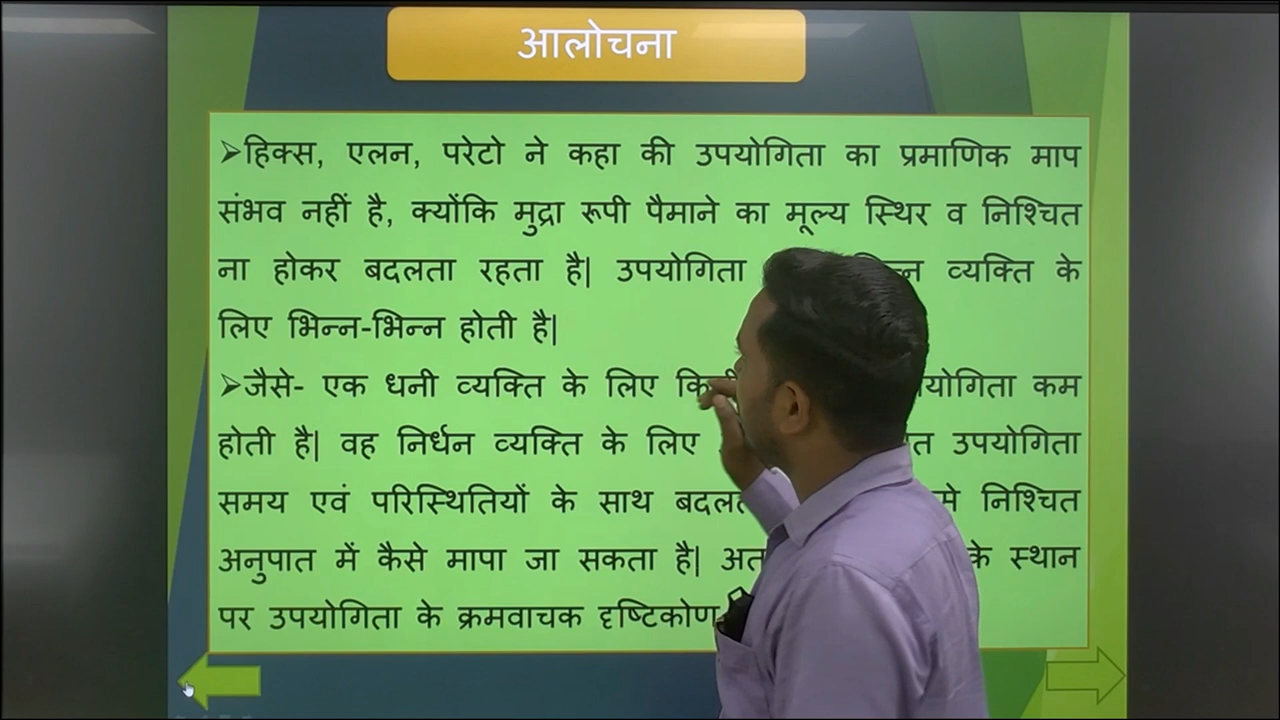 आलोचना
➢हिक्स, एलन, परेटो ने कहा की उपयोगिता का प्रमाणिक माप
संभव नहीं है, क्योंकि मुद्रा रूपी पैमाने का मूल्य स्थिर व निश्चित
ना होकर बदलता रहता है| उपयोगिता व्यक्ति के
लिए भिन्न-भिन्न होती है|
➢जैसे- एक धनी व्यक्ति के लिए कम
होती है| वह निर्धन व्यक्ति के लिए उपयोगिता
समय एवं परिस्थितियों के साथ निश्चित
अनुपात में कैसे मापा जा सकता है| के स्थान
पर उपयोगिता के क्रमवाचक दृष्टिकोण